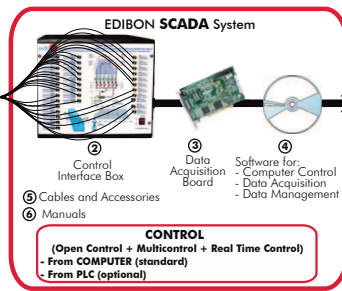 EDIBON SCADA System
2
Control
Interface Box
3
Data
Acquisition
Board
4
Software for:
- Computer Control
- Data Acquisition
- Data Management
5 Cables and Accessories
6 Manuals
CONTROL
(Open Control + Multicontrol + Real Time Control)
- From COMPUTER (standard)
- From PLC (optional)